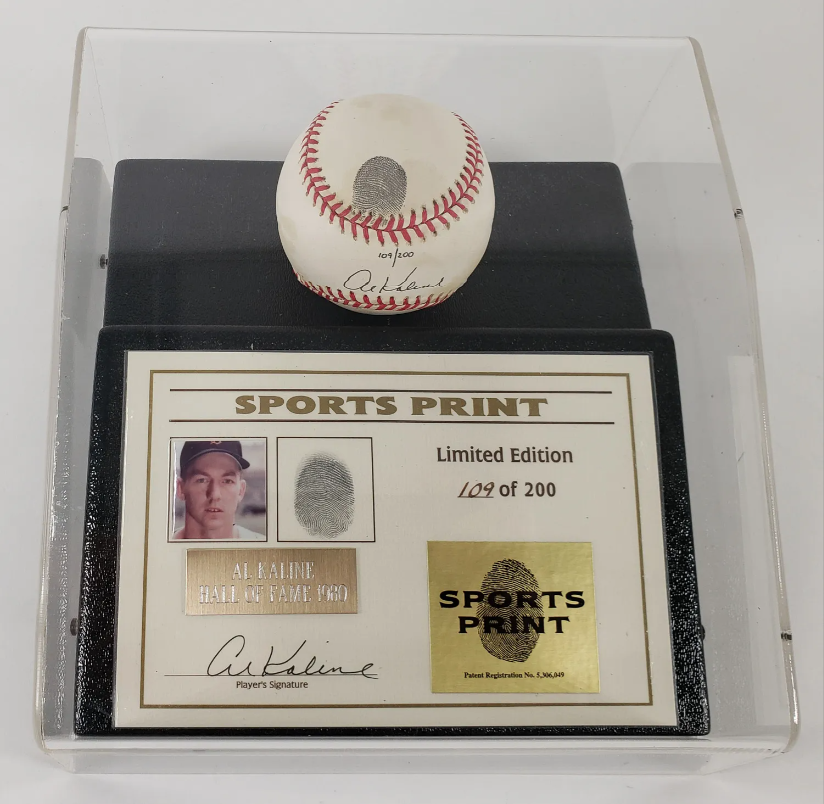 109/200
Al Kaline
SPORTS PRINT
Limited Edition
109 of 200
AL KALINE
HALL OF FAME 1980
Al Kaline
Player's Signature
SPORTS
PRINT
Patent Registration No. 5,306,049